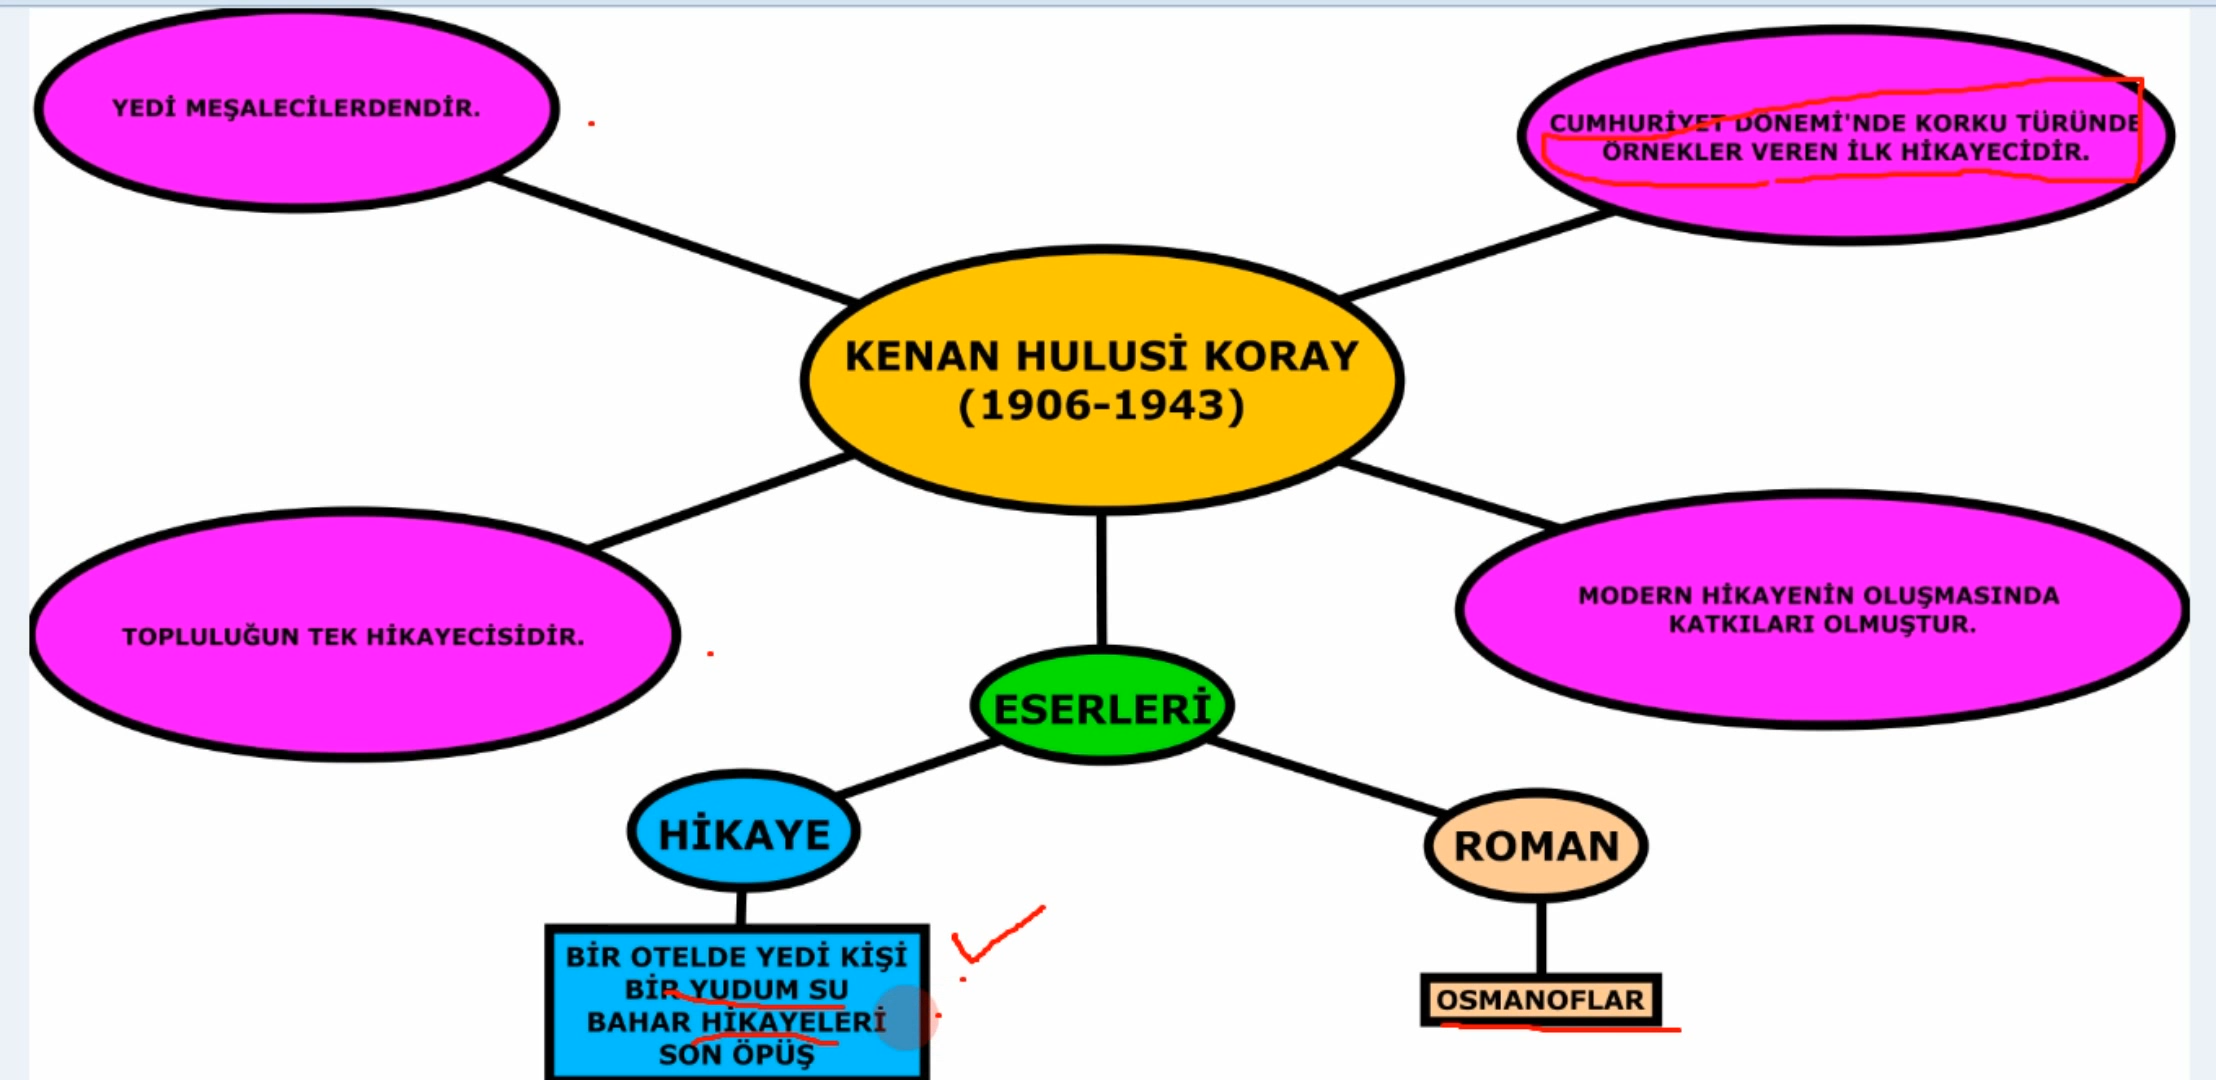 YEDİ MEŞALECİLERDENDİR.
CUMHURİYET DÖNEMİ'NDE KORKU TÜRÜNDE
ÖRNEKLER VEREN İLK HİKAYECİDİR.
KENAN HULUSİ KORAY
(1906-1943)
TOPLULUĞUN TEK HİKAYECİSİDİR.
MODERN HİKAYENİN OLUŞMASINDA
KATKILARI OLMUŞTUR.
ESERLERİ
HİKAYE
ROMAN
BİR OTELDE YEDİ KİŞİ
BİR YUDUM SU
BAHAR HİKAYELERİ
SON ÖPÜŞ
OSMANOFLAR